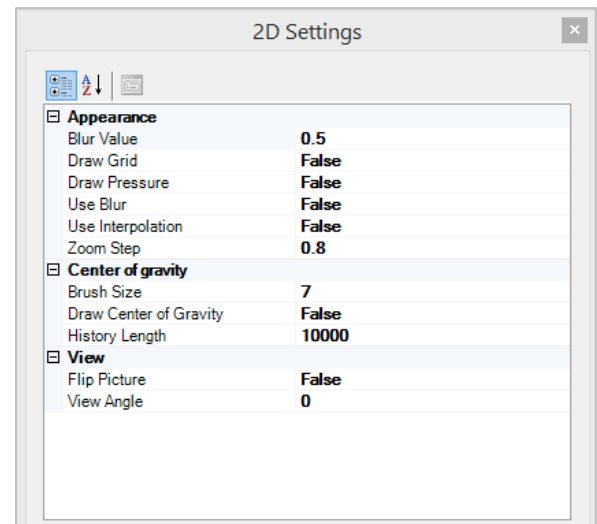 2D Settings
Appearance
Blur Value 0.5
Draw Grid False
Draw Pressure False
Use Blur False
Use Interpolation False
Zoom Step 0.8
Center of gravity
Brush Size 7
Draw Center of Gravity False
History Length 10000
View
Flip Picture False
View Angle 0